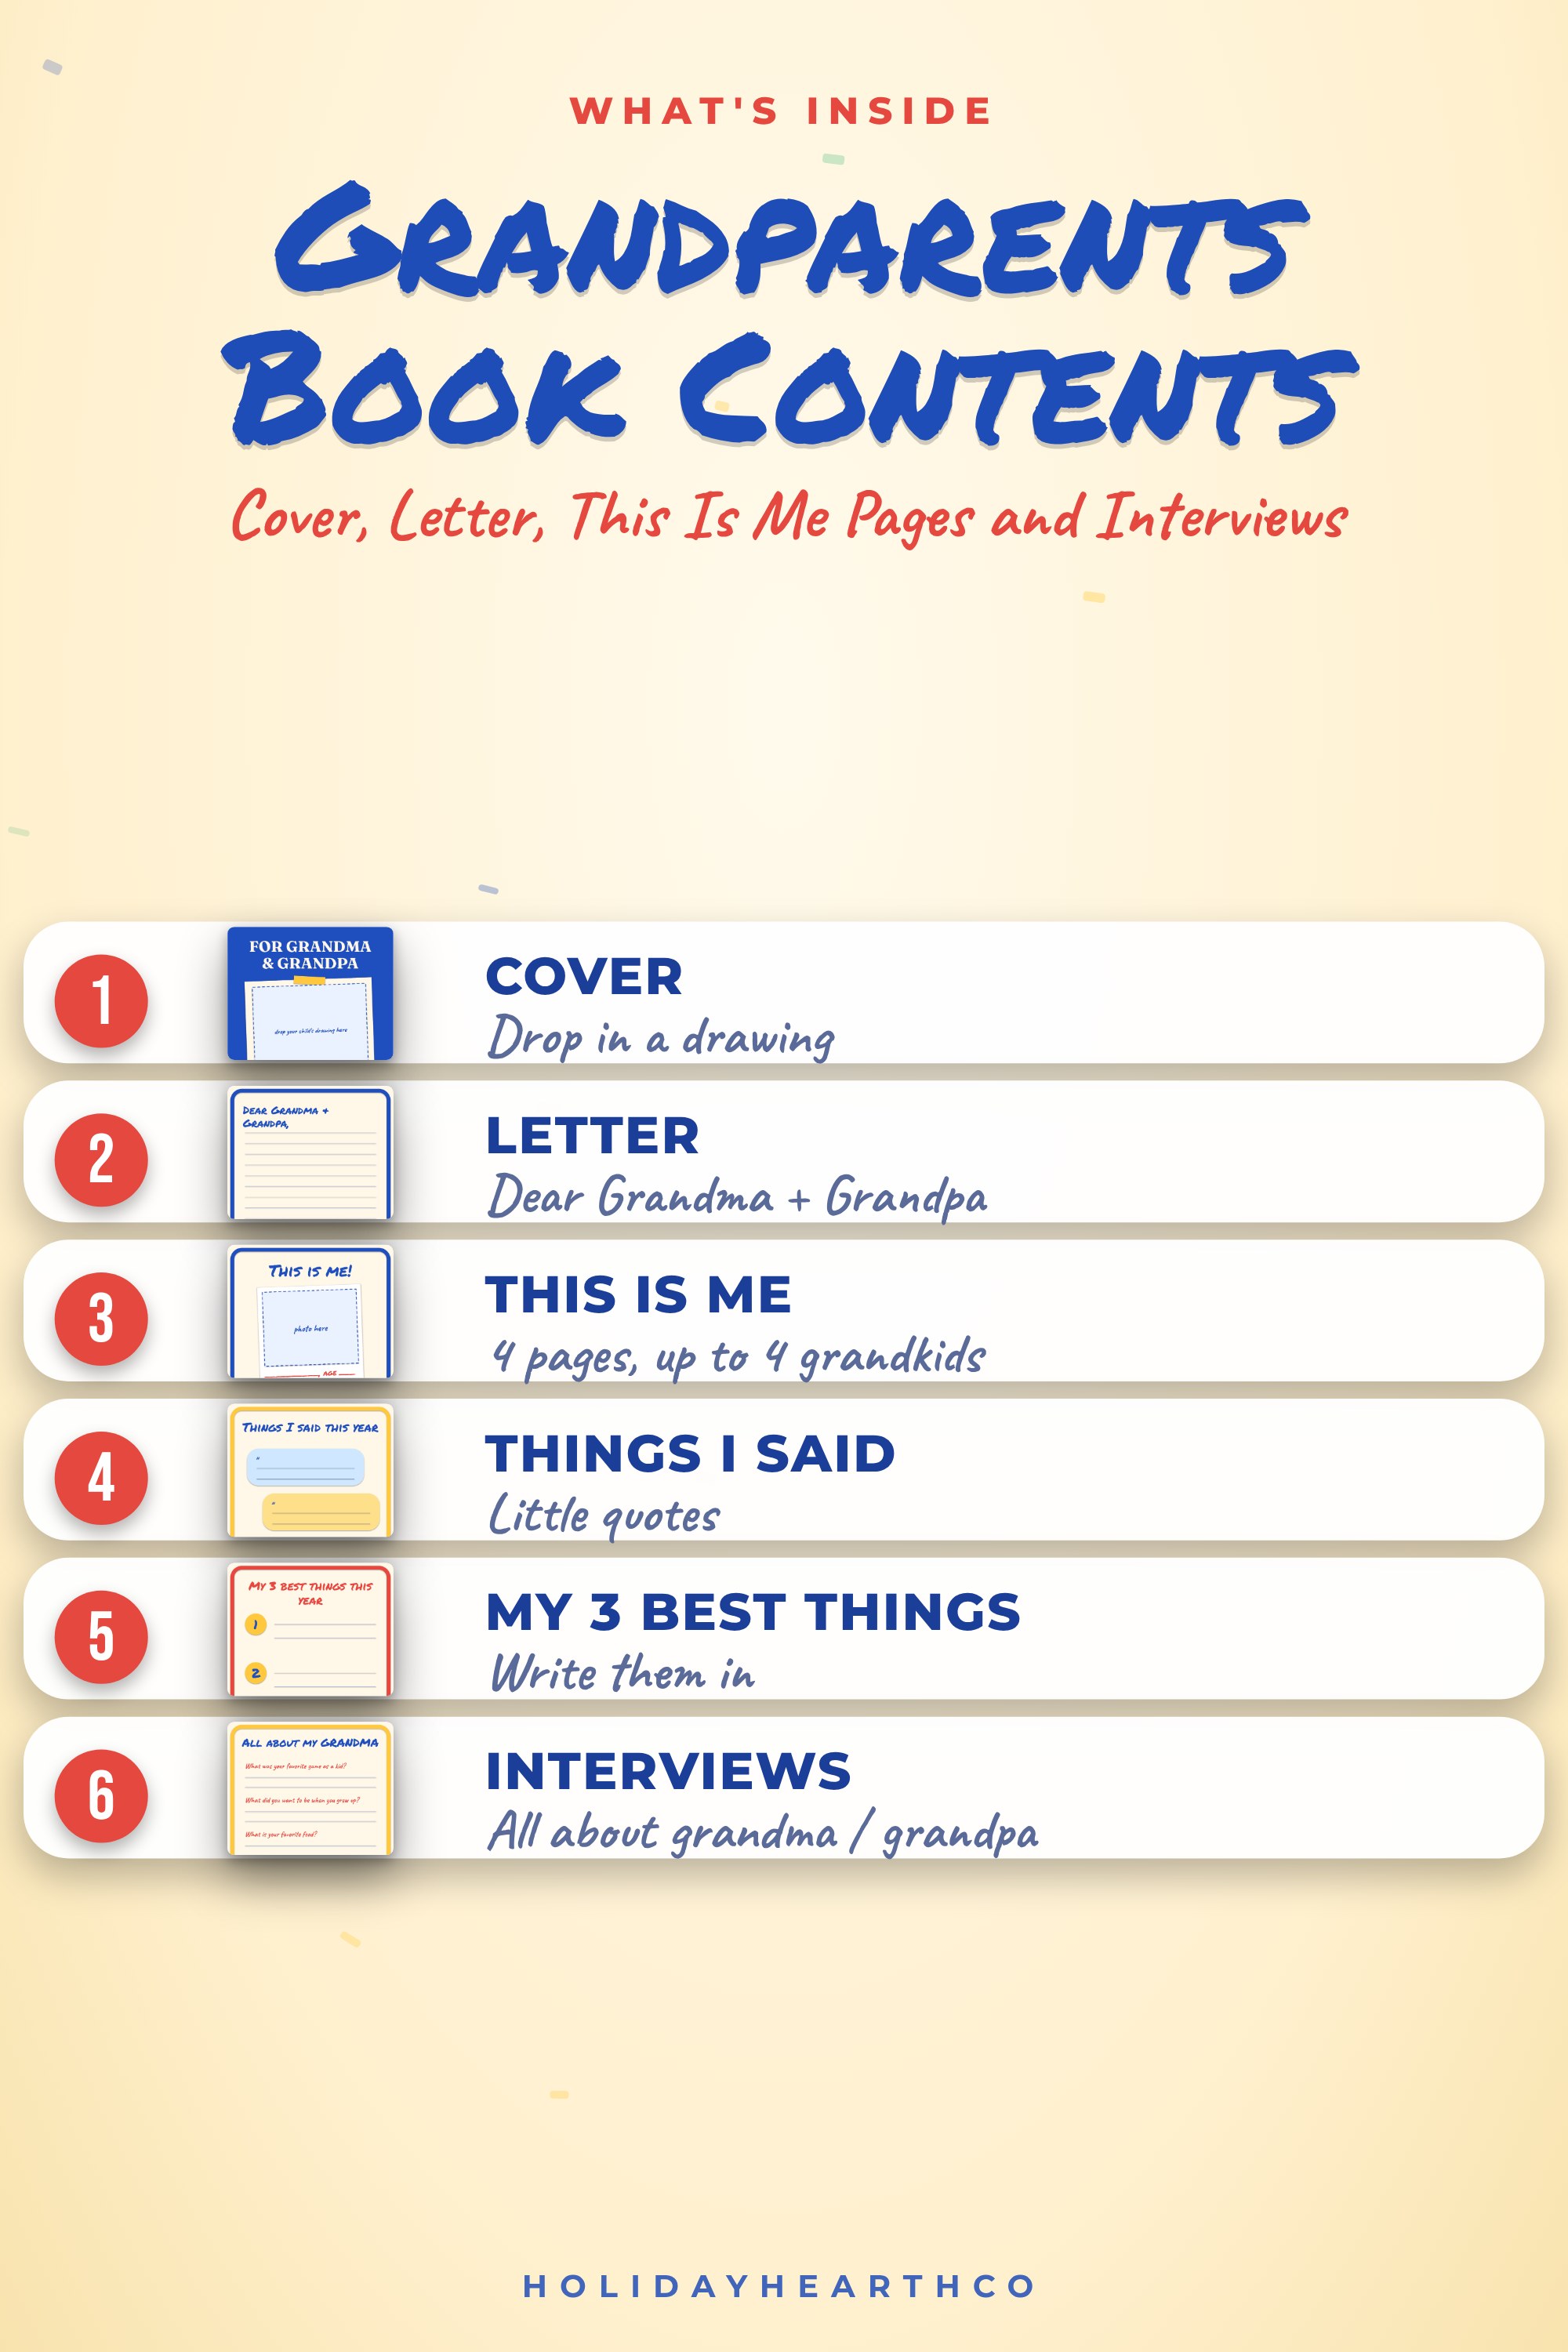 WHAT'S INSIDE
GRANDPARENTS
BOOK CONTENTS
Cover, Letter, This Is Me Pages and Interviews
1
FOR GRANDMA
& GRANDPA
drop your child's drawing here
COVER
Drop in a drawing
2
DEAR GRANDMA +
GRANDPA,
LETTER
Dear Grandma + Grandpa
3
THIS IS ME!
photo here
AGE
THIS IS ME
4 pages, up to 4 grandkids
4
THINGS I SAID THIS YEAR
"
"
THINGS I SAID
Little quotes
5
MY 3 BEST THINGS THIS
YEAR
1
2
MY 3 BEST THINGS
Write them in
6
ALL ABOUT MY GRANDMA
What was your favorite game as a kid?
What did you want to be when you grew up?
What is your favorite food?
INTERVIEWS
All about grandma / grandpa
HOLIDAYHEARTHCO